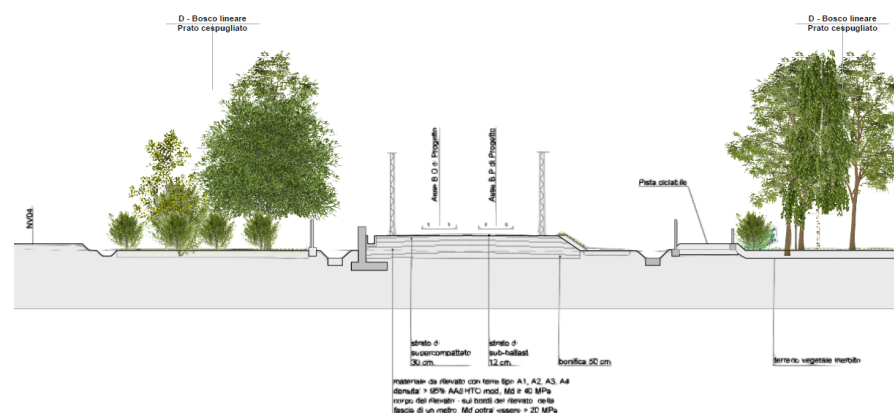 D - Bosco lineare
Prato cespugliato
D - Bosco lineare
Prato cespugliato
NV04
Asse B D di Progetto
Asse B P di Progetto
Pista ciclabile
strato di
supercompattato
30 cm.
strato di
sub-ballast
12 cm.
bonifica 50 cm.
terreno vegetale inerbito
materiale da rilevato con terre tipo A1, A2, A3, A4
densita' > 95% AASHTO mod., Md ≥ 40 MPa
corpo del rilevato - sui bordi del rilevato nella
fascia di un metro, Md potra' essere > 20 MPa